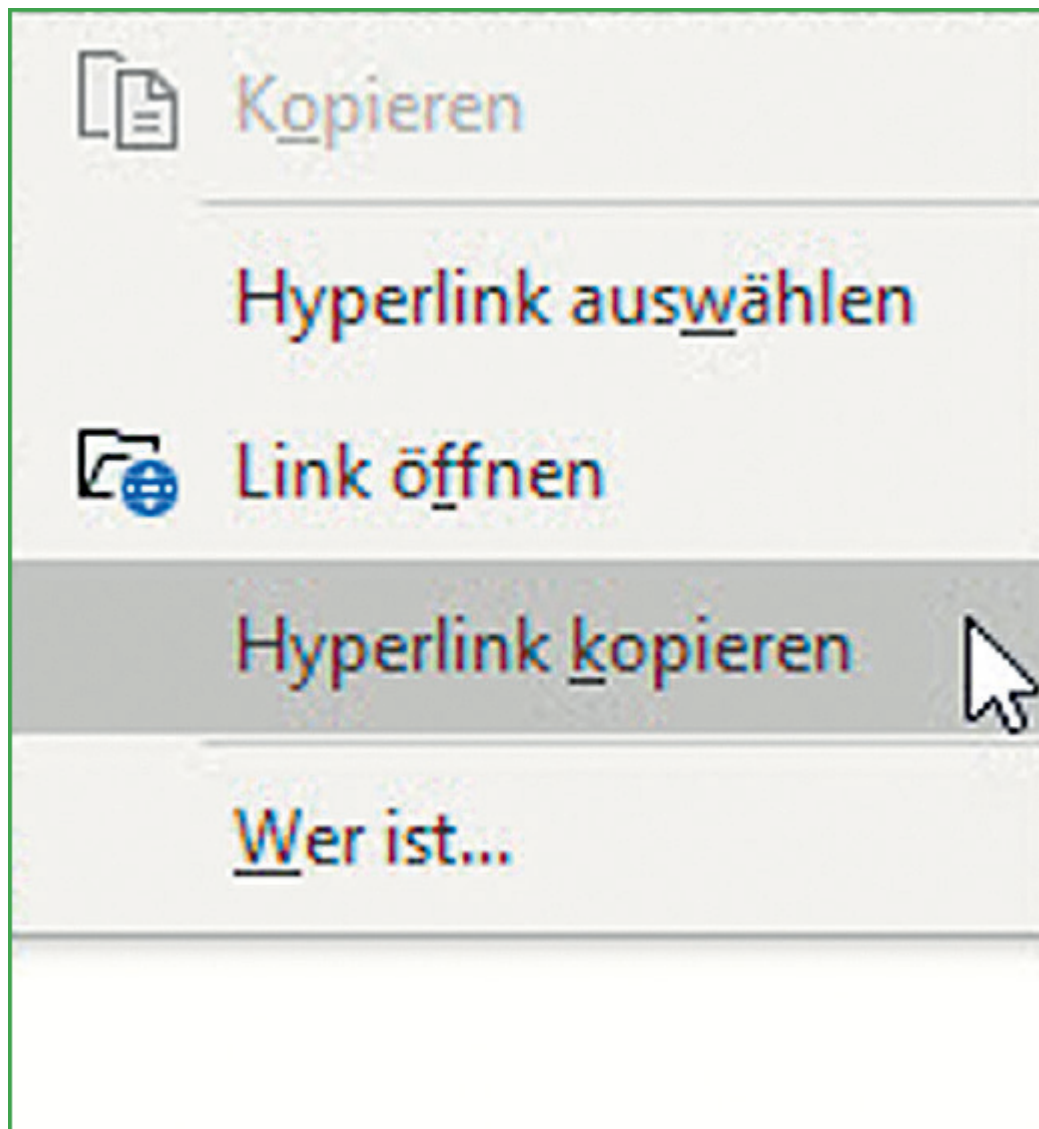 Kopieren
Hyperlink auswählen
Link öffnen
Hyperlink kopieren
Wer ist...